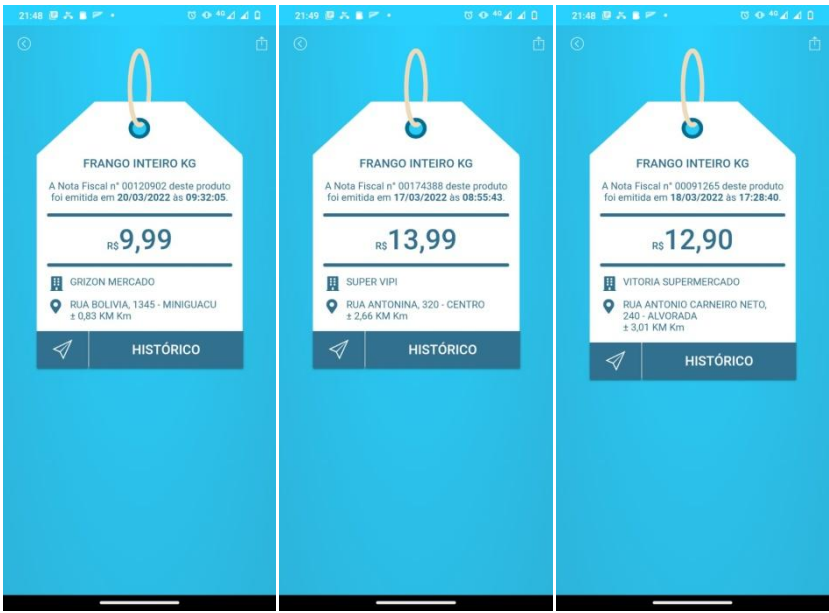 21:48
4G
FRANGO INTEIRO KG
A Nota Fiscal n° 00120902 deste produto
foi emitida em 20/03/2022 às 09:32:05.
R$9,99
GRIZON MERCADO
RUA BOLIVIA, 1345 - MINIGUACU
± 0,83 KM Km
HISTÓRICO
21:49
4G
FRANGO INTEIRO KG
A Nota Fiscal n° 00174388 deste produto
foi emitida em 17/03/2022 às 08:55:43.
R$13,99
SUPER VIPI
RUA ANTONINA, 320 - CENTRO
± 2,66 KM Km
HISTÓRICO
21:48
4G
FRANGO INTEIRO KG
A Nota Fiscal n° 00091265 deste produto
foi emitida em 18/03/2022 às 17:28:40.
R$12,90
VITORIA SUPERMERCADO
RUA ANTONIO CARNEIRO NETO,
240 - ALVORADA
± 3,01 KM Km
HISTÓRICO